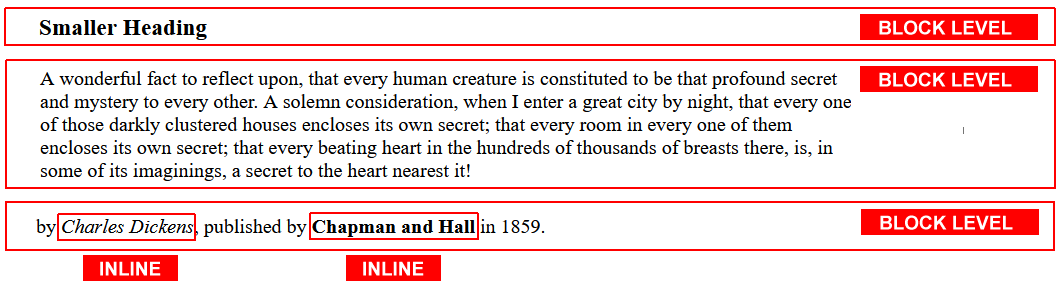 Smaller Heading BLOCK LEVEL
A wonderful fact to reflect upon, that every human creature is constituted to be that profound secret BLOCK LEVEL
and mystery to every other. A solemn consideration, when I enter a great city by night, that every one
of those darkly clustered houses encloses its own secret; that every room in every one of them
encloses its own secret; that every beating heart in the hundreds of thousands of breasts there, is, in
some of its imaginings, a secret to the heart nearest it!
by Charles Dickens, published by Chapman and Hall in 1859. BLOCK LEVEL
INLINE INLINE